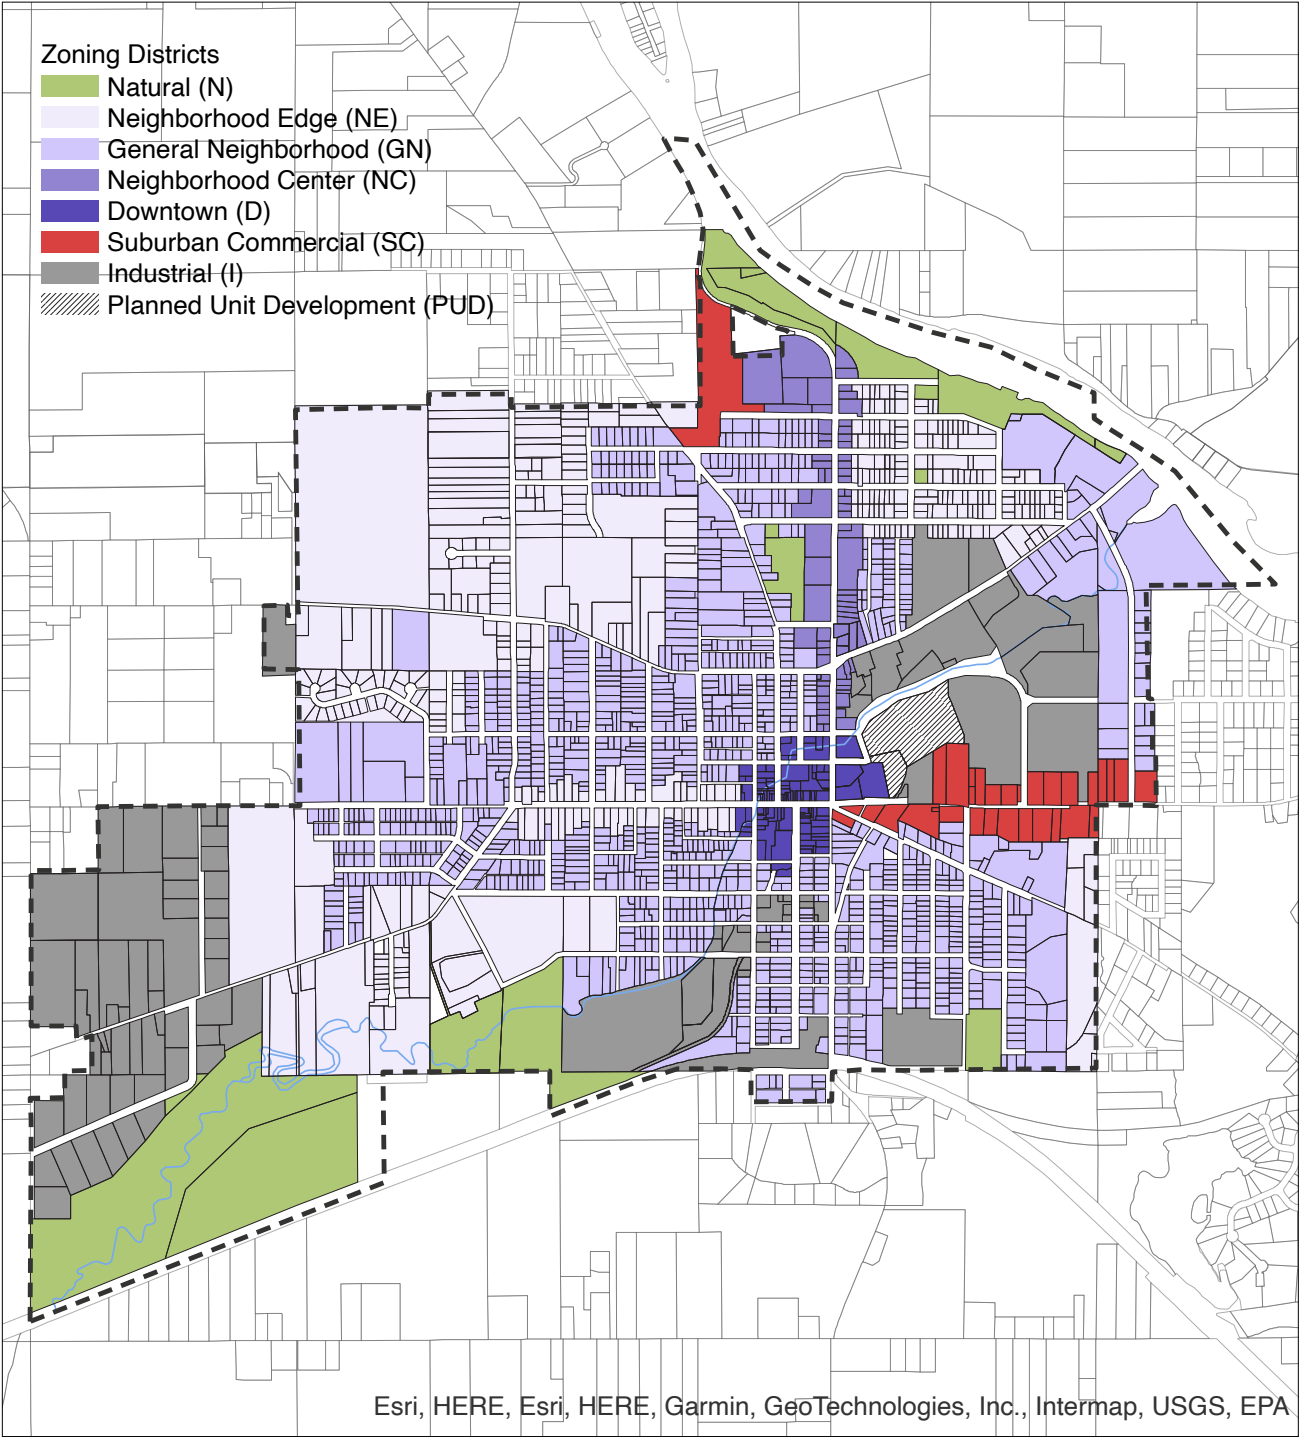 Zoning Districts
Natural (N)
Neighborhood Edge (NE)
General Neighborhood (GN)
Neighborhood Center (NC)
Downtown (D)
Suburban Commercial (SC)
Industrial (I)
Planned Unit Development (PUD)
Esri, HERE, Esri, HERE, Garmin, GeoTechnologies, Inc., Intermap, USGS, EPA